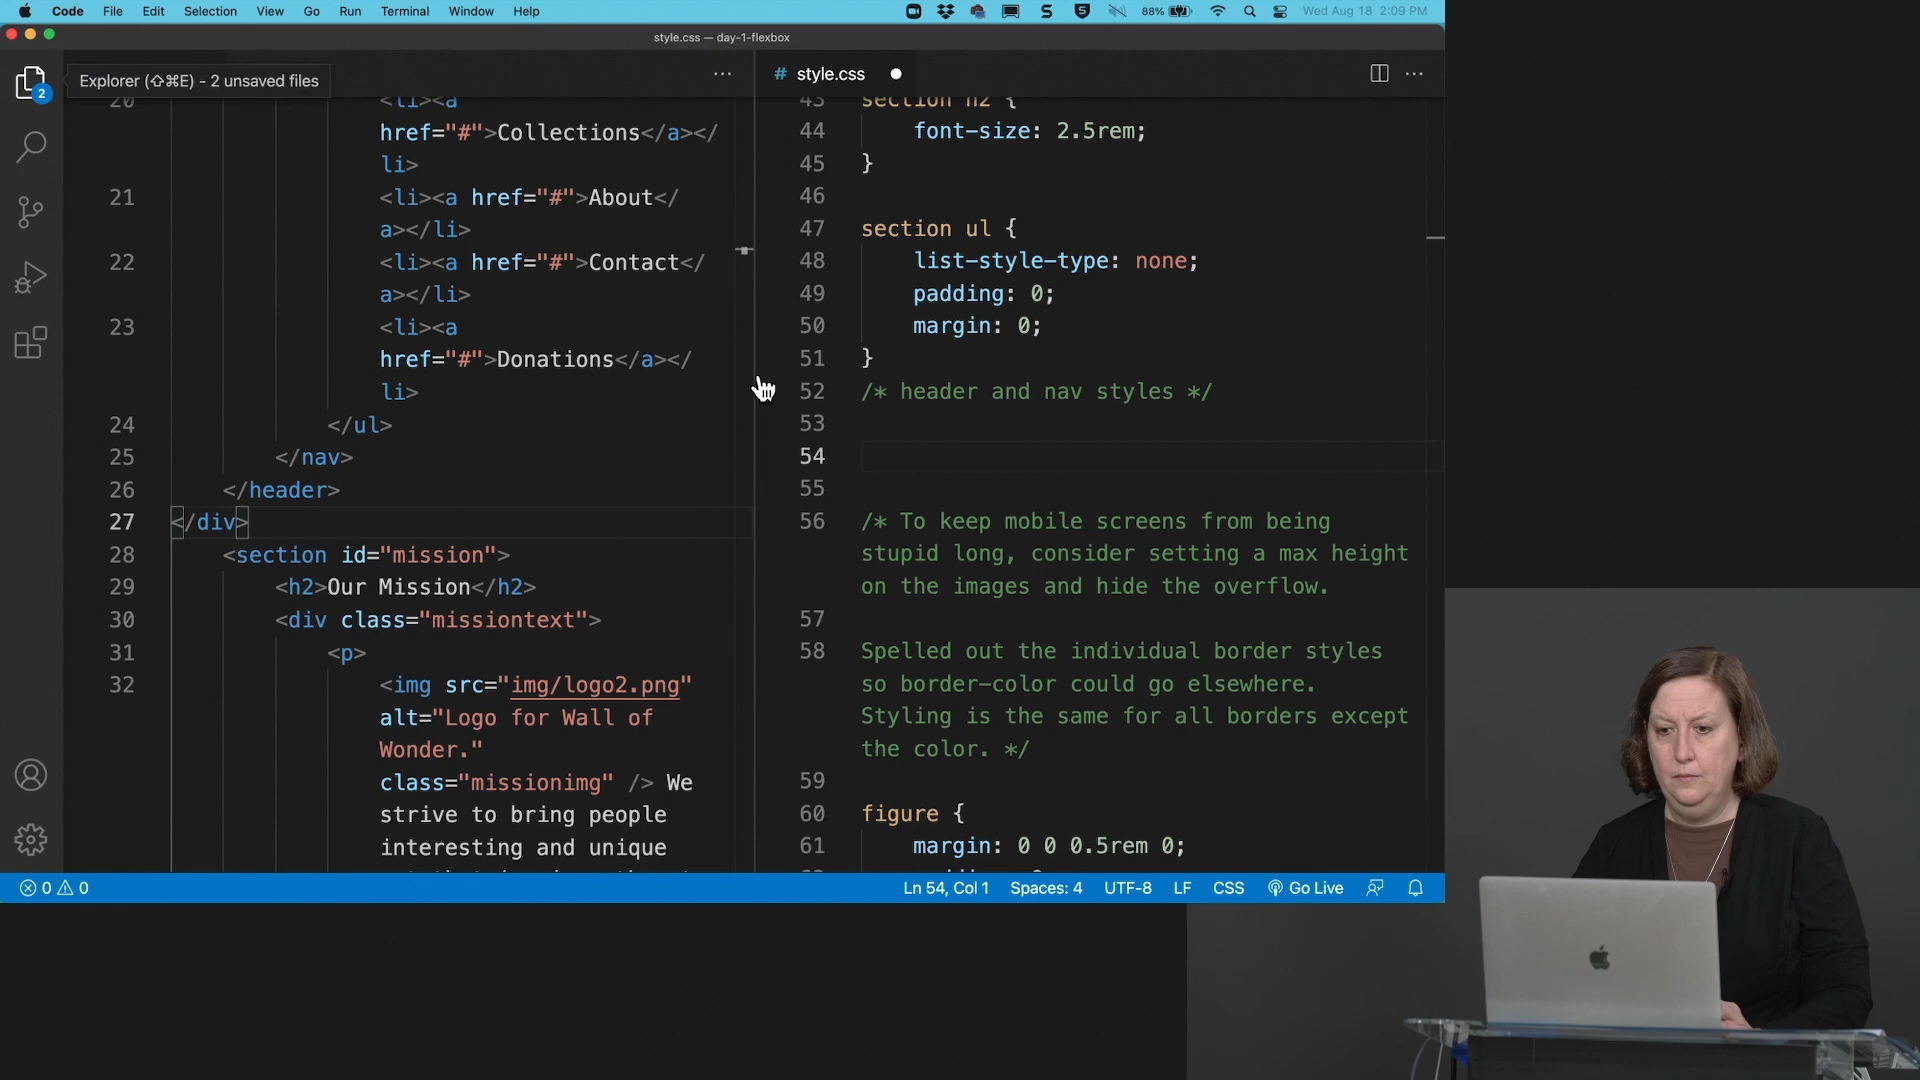 Code File Edit Selection View Go Run Terminal Window Help 88% Wed Aug 18 2:09 PM
style.css — day-1-flexbox
Explorer (⇧⌘E) - 2 unsaved files
2
# style.css
20 <li><a
href="#">Collections</a></
li>
21 <li><a href="#">About</
a></li>
22 <li><a href="#">Contact</
a></li>
23 <li><a
href="#">Donations</a></
li>
24 </ul>
25 </nav>
26 </header>
27 </div>
28 <section id="mission">
29 <h2>Our Mission</h2>
30 <div class="missiontext">
31 <p>
32 <img src="img/logo2.png"
alt="Logo for Wall of
Wonder."
class="missionimg" /> We
strive to bring people
interesting and unique
43 section h2 {
44 font-size: 2.5rem;
45 }
46
47 section ul {
48 list-style-type: none;
49 padding: 0;
50 margin: 0;
51 }
52 /* header and nav styles */
53
54
55
56 /* To keep mobile screens from being
stupid long, consider setting a max height
on the images and hide the overflow.
57
58 Spelled out the individual border styles
so border-color could go elsewhere.
Styling is the same for all borders except
the color. */
59
60 figure {
61 margin: 0 0 0.5rem 0;
0 0 Ln 54, Col 1 Spaces: 4 UTF-8 LF CSS Go Live